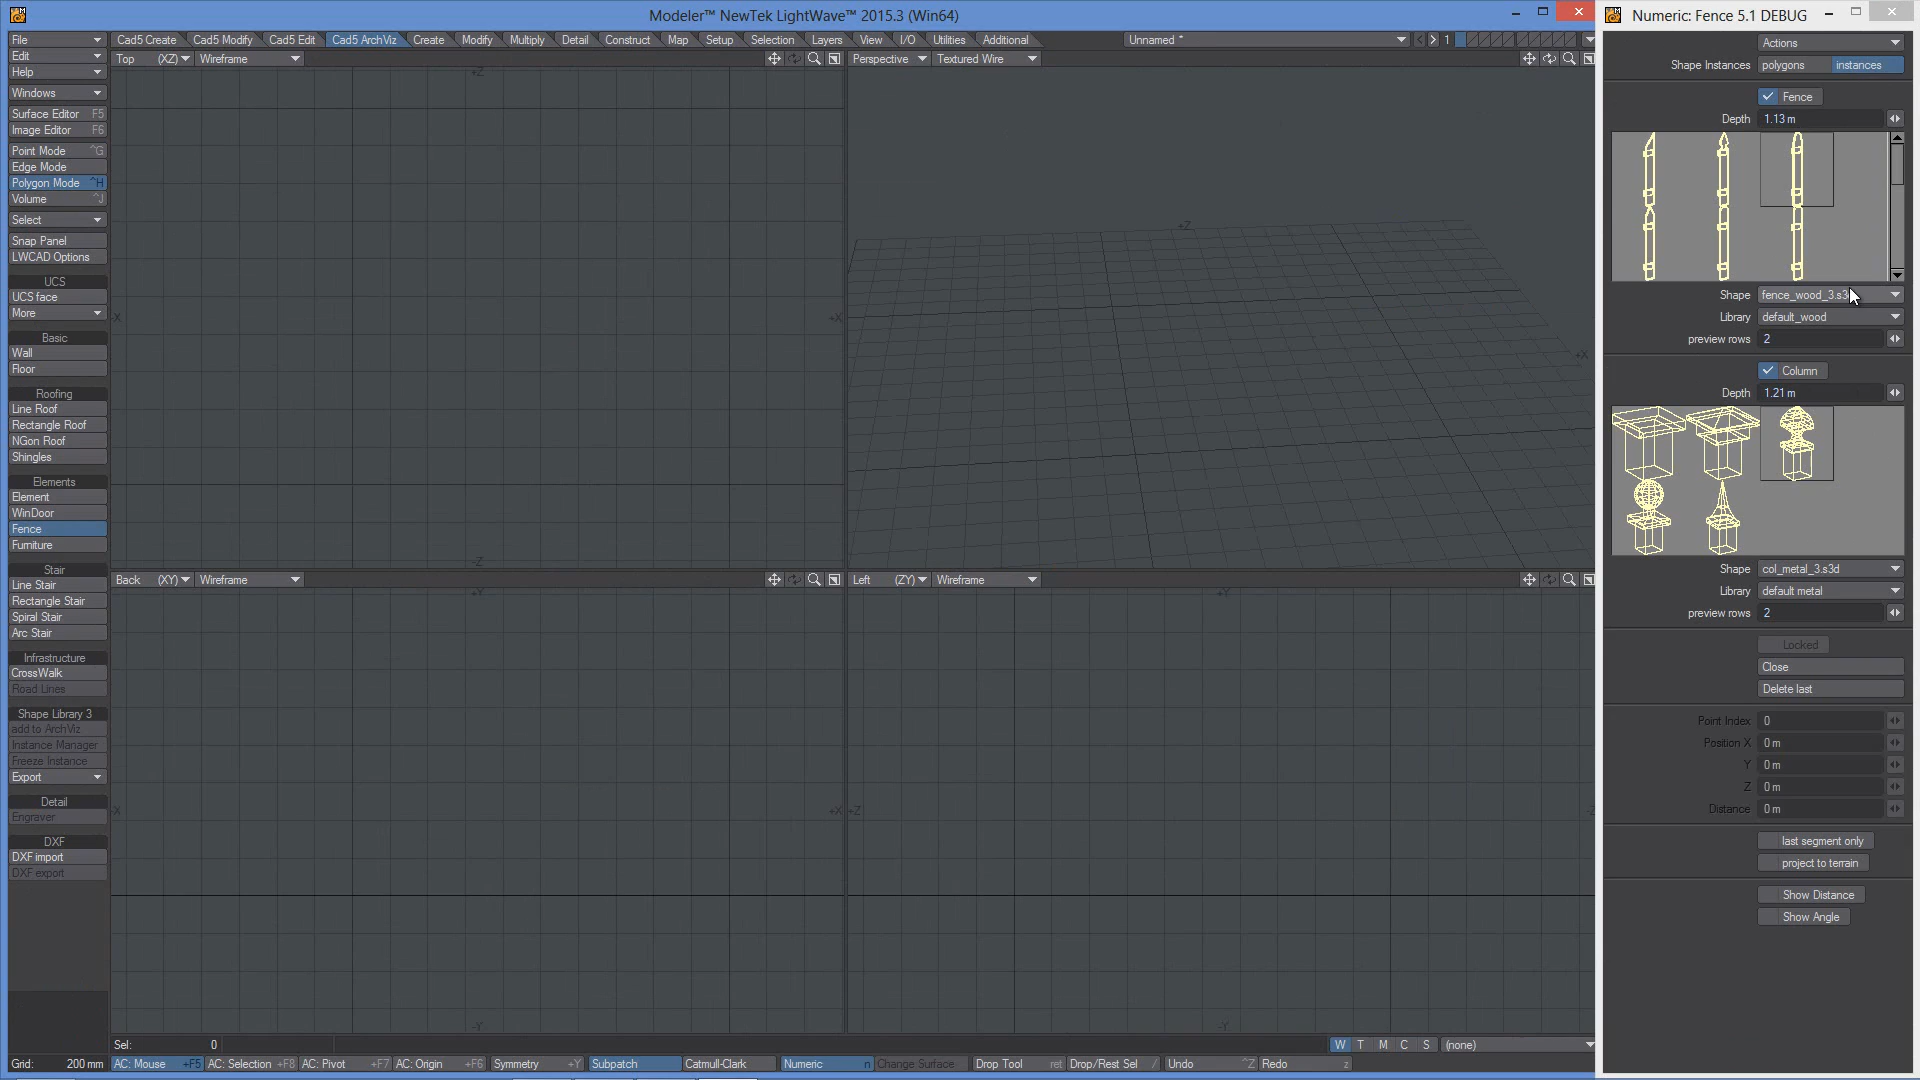 Modeler™ NewTek LightWave™ 2015.3 (Win64)
Numeric: Fence 5.1 DEBUG
File
Edit
Help
Windows
Surface Editor F5
Image Editor F6
Point Mode ^G
Edge Mode
Polygon Mode ^H
Volume ^J
Select
Snap Panel
LWCAD Options
UCS
UCS face
More
Basic
Wall
Floor
Roofing
Line Roof
Rectangle Roof
NGon Roof
Shingles
Elements
Element
WinDoor
Fence
Furniture
Stair
Line Stair
Rectangle Stair
Spiral Stair
Arc Stair
Infrastructure
CrossWalk
Road Lines
Shape Library 3
add to ArchViz
Instance Manager
Freeze Instance
Export
Detail
Engraver
DXF
DXF import
DXF export
Cad5 Create Cad5 Modify Cad5 Edit Cad5 ArchViz Create Modify Multiply Detail Construct Map Setup Selection Layers View I/O Utilities Additional Unnamed * 1
Top (XZ) Wireframe
+Z
-X
+X
-Z
Perspective Textured Wire
+Z
+X
Back (XY) Wireframe
+Y
-X
+X
-Y
Left (ZY) Wireframe
+Y
+Z
-Y
Actions
Shape Instances polygons instances
Fence
Depth 1.13 m
Shape fence_wood_3.s3d
Library default_wood
preview rows 2
Column
Depth 1.21 m
Shape col_metal_3.s3d
Library default metal
preview rows 2
Locked
Close
Delete last
Point Index 0
Position X 0 m
Y 0 m
Z 0 m
Distance 0 m
last segment only
project to terrain
Show Distance
Show Angle
Sel: 0
W T M C S (none)
Grid: 200 mm AC: Mouse +F5 AC: Selection +F8 AC: Pivot +F7 AC: Origin +F6 Symmetry +Y Subpatch Catmull-Clark Numeric n Change Surface Drop Tool ret Drop/Rest Sel / Undo ^Z Redo z